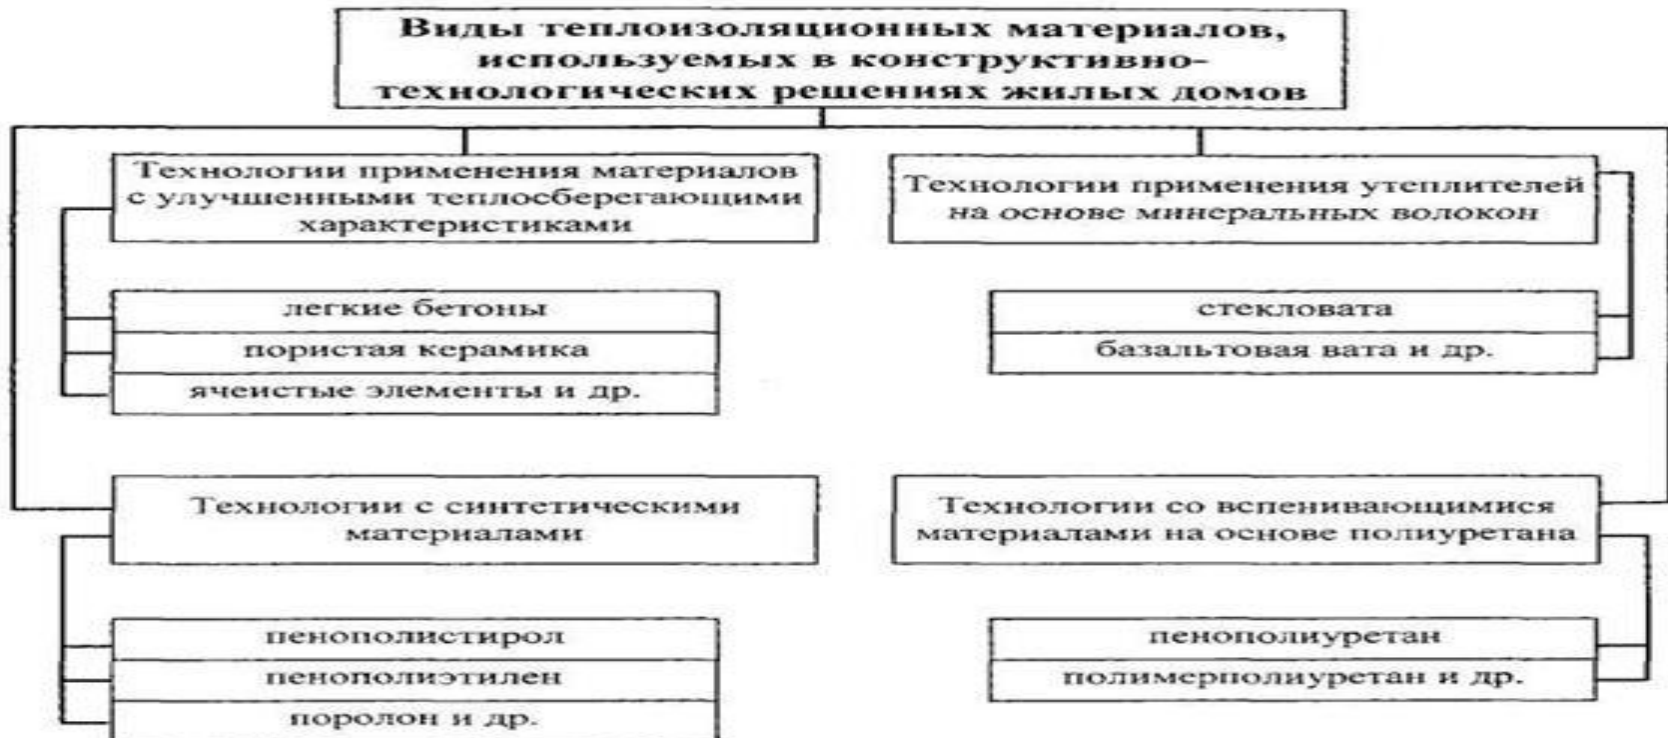 Виды теплоизоляционных материалов,
используемых в конструктивно-
технологических решениях жилых домов
Технологии применения материалов
с улучшенными теплосберегающими
характеристиками
легкие бетоны
пористая керамика
ячеистые элементы и др.
Технологии применения утеплителей
на основе минеральных волокон
стекловата
базальтовая вата и др.
Технологии с синтетическими
материалами
пенополистирол
пенополиэтилен
поролон и др.
Технологии со вспенивающимися
материалами на основе полиуретана
пенополиуретан
полимерполиуретан и др.